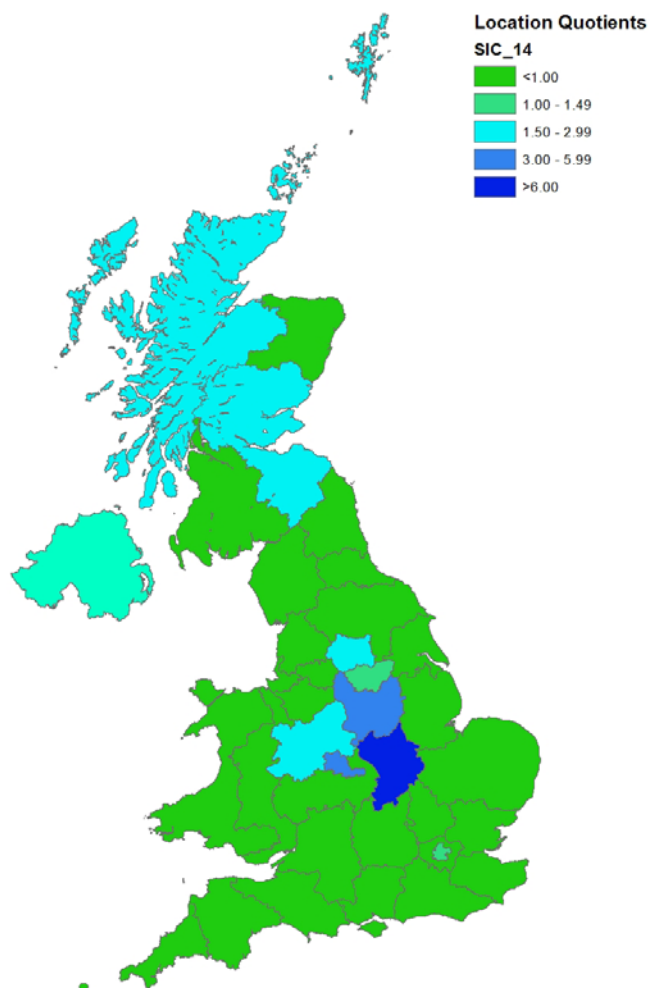 Location Quotients
SIC_14
<1.00
1.00 - 1.49
1.50 - 2.99
3.00 - 5.99
>6.00